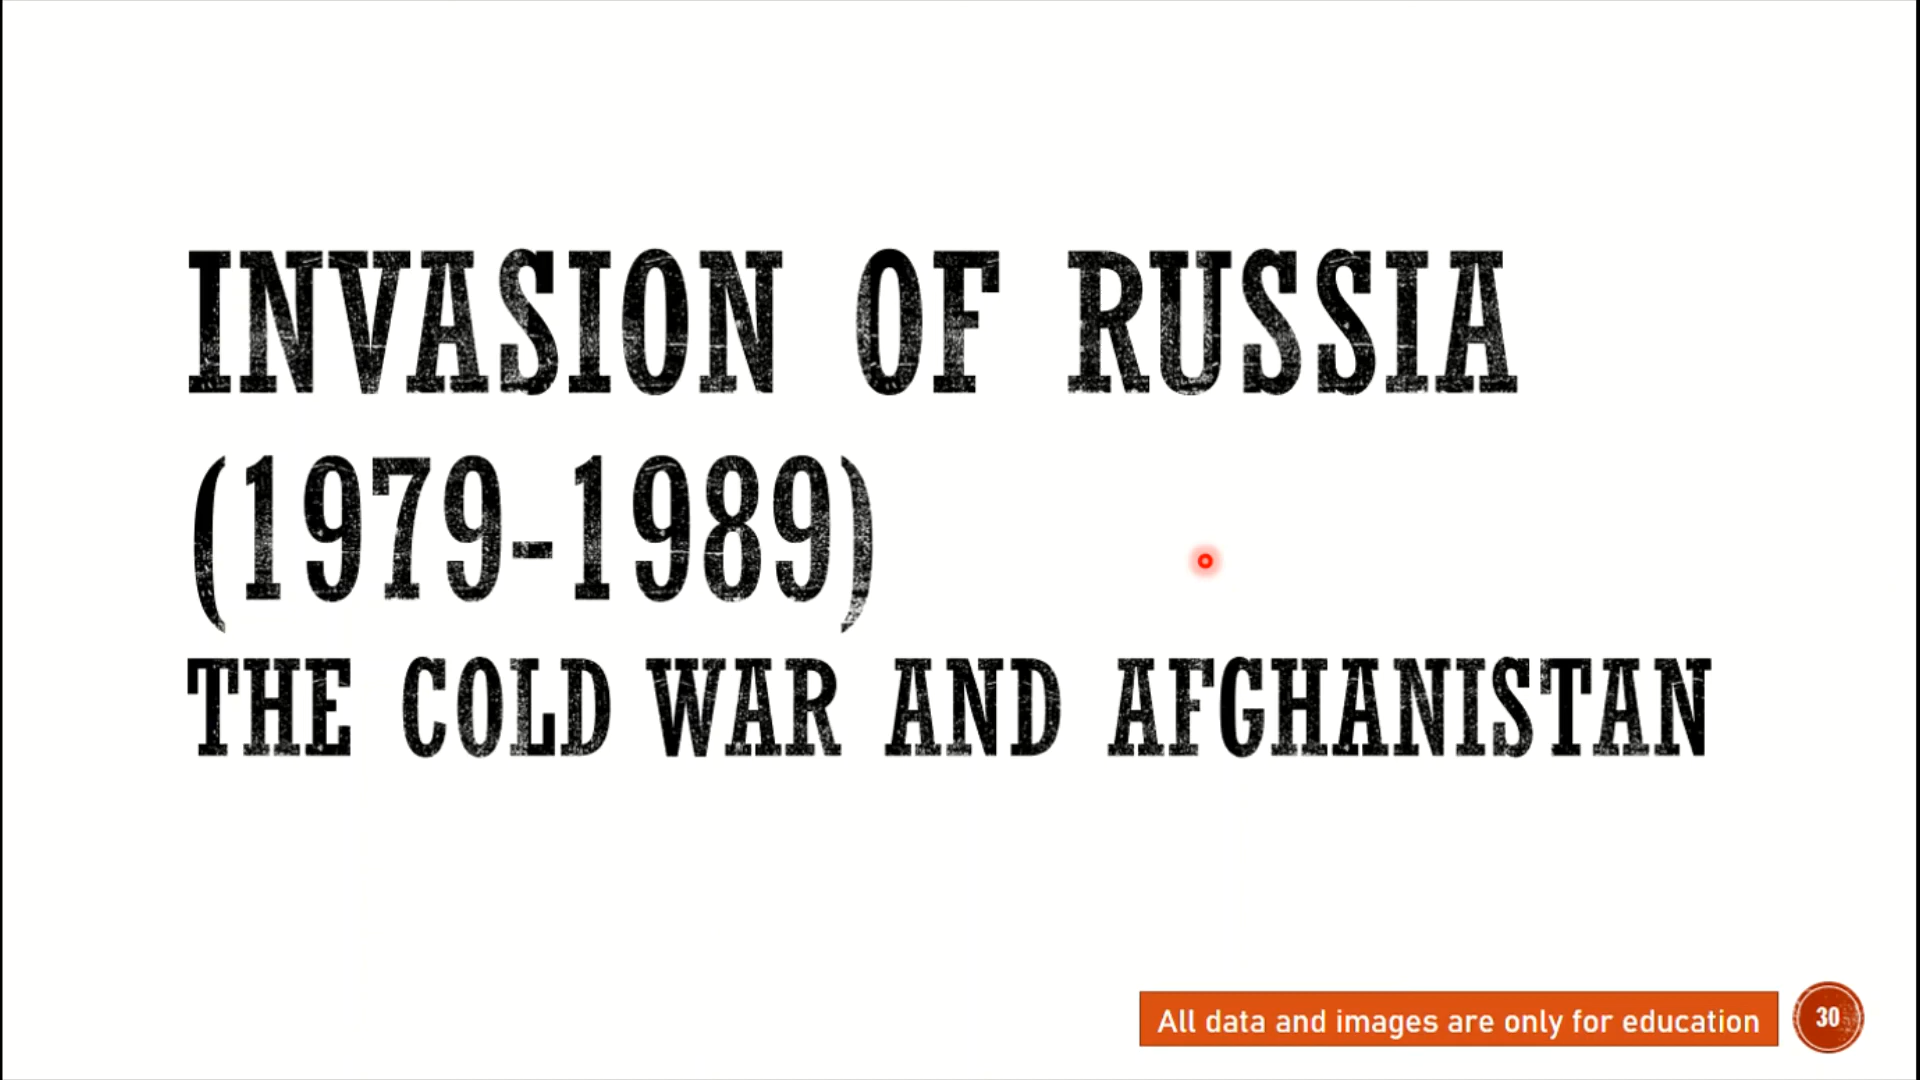 INVASION OF RUSSIA
(1979-1989)
THE COLD WAR AND AFGHANISTAN
All data and images are only for education
30